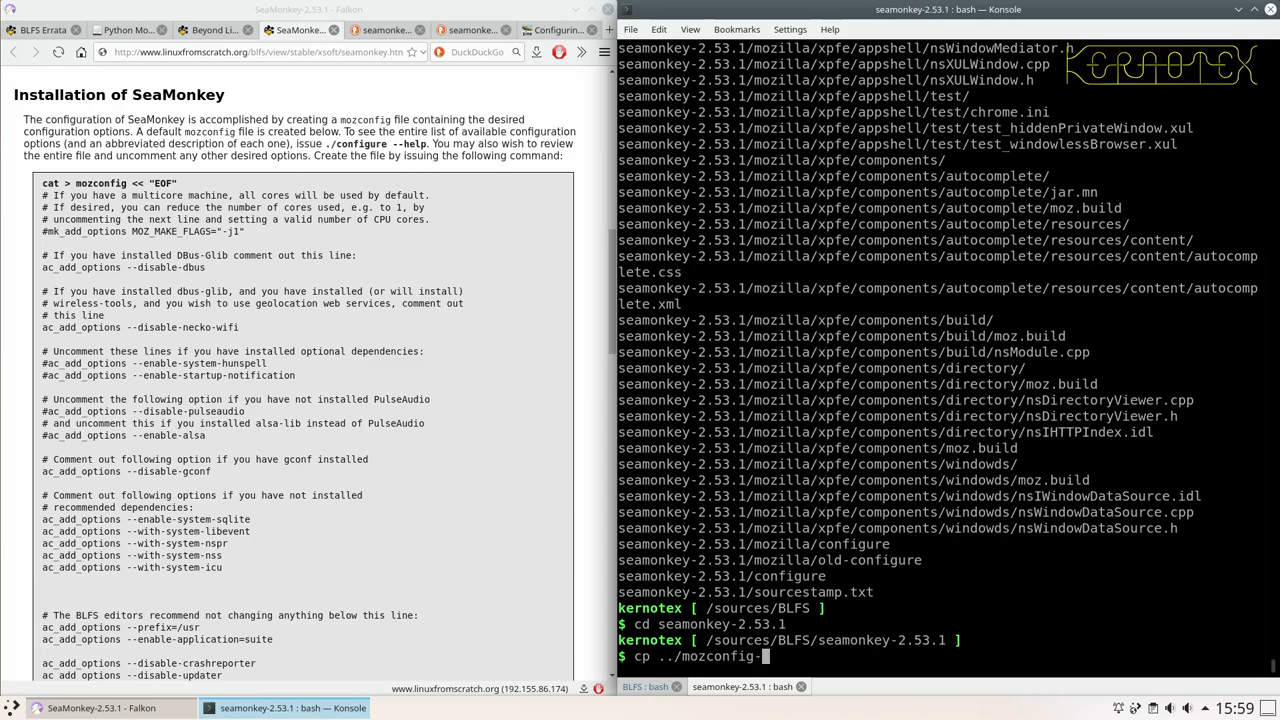 SeaMonkey-2.53.1 - Falkon
BLFS Errata
Python Mo...
Beyond Li...
SeaMonke...
seamonke...
seamonke...
Configurin...
http://www.linuxfromscratch.org/blfs/view/stable/xsoft/seamonkey.htm
DuckDuckGo
Installation of SeaMonkey
The configuration of SeaMonkey is accomplished by creating a mozconfig file containing the desired
configuration options. A default mozconfig file is created below. To see the entire list of available configuration
options (and an abbreviated description of each one), issue ./configure --help. You may also wish to review
the entire file and uncomment any other desired options. Create the file by issuing the following command:
cat > mozconfig << "EOF"
# If you have a multicore machine, all cores will be used by default.
# If desired, you can reduce the number of cores used, e.g. to 1, by
# uncommenting the next line and setting a valid number of CPU cores.
#mk_add_options MOZ_MAKE_FLAGS="-j1"
# If you have installed DBus-Glib comment out this line:
ac_add_options --disable-dbus
# If you have installed dbus-glib, and you have installed (or will install)
# wireless-tools, and you wish to use geolocation web services, comment out
# this line
ac_add_options --disable-necko-wifi
# Uncomment these lines if you have installed optional dependencies:
#ac_add_options --enable-system-hunspell
#ac_add_options --enable-startup-notification
# Uncomment the following option if you have not installed PulseAudio
#ac_add_options --disable-pulseaudio
# and uncomment this if you installed alsa-lib instead of PulseAudio
#ac_add_options --enable-alsa
# Comment out following option if you have gconf installed
ac_add_options --disable-gconf
# Comment out following options if you have not installed
# recommended dependencies:
ac_add_options --enable-system-sqlite
ac_add_options --with-system-libevent
ac_add_options --with-system-nspr
ac_add_options --with-system-nss
ac_add_options --with-system-icu
# The BLFS editors recommend not changing anything below this line:
ac_add_options --prefix=/usr
ac_add_options --enable-application=suite
ac_add_options --disable-crashreporter
ac_add_options --disable-updater
www.linuxfromscratch.org (192.155.86.174)
seamonkey-2.53.1 : bash — Konsole
File Edit View Bookmarks Settings Help
KERNOTEX
seamonkey-2.53.1/mozilla/xpfe/appshell/nsWindowMediator.h
seamonkey-2.53.1/mozilla/xpfe/appshell/nsXULWindow.cpp
seamonkey-2.53.1/mozilla/xpfe/appshell/nsXULWindow.h
seamonkey-2.53.1/mozilla/xpfe/appshell/test/
seamonkey-2.53.1/mozilla/xpfe/appshell/test/chrome.ini
seamonkey-2.53.1/mozilla/xpfe/appshell/test/test_hiddenPrivateWindow.xul
seamonkey-2.53.1/mozilla/xpfe/appshell/test/test_windowlessBrowser.xul
seamonkey-2.53.1/mozilla/xpfe/components/
seamonkey-2.53.1/mozilla/xpfe/components/autocomplete/
seamonkey-2.53.1/mozilla/xpfe/components/autocomplete/jar.mn
seamonkey-2.53.1/mozilla/xpfe/components/autocomplete/moz.build
seamonkey-2.53.1/mozilla/xpfe/components/autocomplete/resources/
seamonkey-2.53.1/mozilla/xpfe/components/autocomplete/resources/content/
seamonkey-2.53.1/mozilla/xpfe/components/autocomplete/resources/content/autocomp
lete.css
seamonkey-2.53.1/mozilla/xpfe/components/autocomplete/resources/content/autocomp
lete.xml
seamonkey-2.53.1/mozilla/xpfe/components/build/
seamonkey-2.53.1/mozilla/xpfe/components/build/moz.build
seamonkey-2.53.1/mozilla/xpfe/components/build/nsModule.cpp
seamonkey-2.53.1/mozilla/xpfe/components/directory/
seamonkey-2.53.1/mozilla/xpfe/components/directory/moz.build
seamonkey-2.53.1/mozilla/xpfe/components/directory/nsDirectoryViewer.cpp
seamonkey-2.53.1/mozilla/xpfe/components/directory/nsDirectoryViewer.h
seamonkey-2.53.1/mozilla/xpfe/components/directory/nsIHTTPIndex.idl
seamonkey-2.53.1/mozilla/xpfe/components/moz.build
seamonkey-2.53.1/mozilla/xpfe/components/windowds/
seamonkey-2.53.1/mozilla/xpfe/components/windowds/moz.build
seamonkey-2.53.1/mozilla/xpfe/components/windowds/nsIWindowDataSource.idl
seamonkey-2.53.1/mozilla/xpfe/components/windowds/nsWindowDataSource.cpp
seamonkey-2.53.1/mozilla/xpfe/components/windowds/nsWindowDataSource.h
seamonkey-2.53.1/mozilla/configure
seamonkey-2.53.1/mozilla/old-configure
seamonkey-2.53.1/configure
seamonkey-2.53.1/sourcestamp.txt
kernotex [ /sources/BLFS ]
$ cd seamonkey-2.53.1
kernotex [ /sources/BLFS/seamonkey-2.53.1 ]
$ cp ../mozconfig-
BLFS : bash
seamonkey-2.53.1 : bash
SeaMonkey-2.53.1 - Falkon
seamonkey-2.53.1 : bash — Konsole
15:59